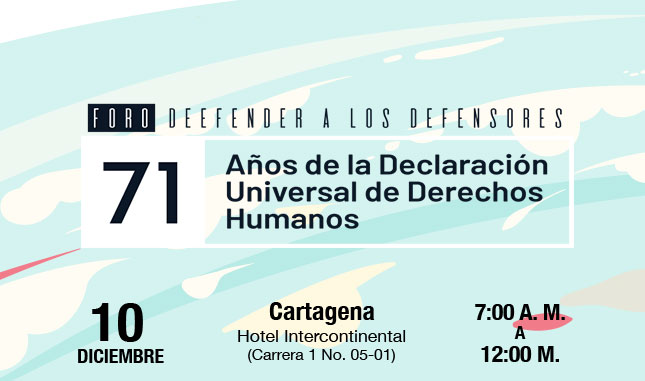 FORO DEEFENDER A LOS DEFENSORES
71
Años de la Declaración
Universal de Derechos
Humanos
10
DICIEMBRE
Cartagena
Hotel Intercontinental
(Carrera 1 No. 05-01)
7:00 A. M.
A
12:00 M.